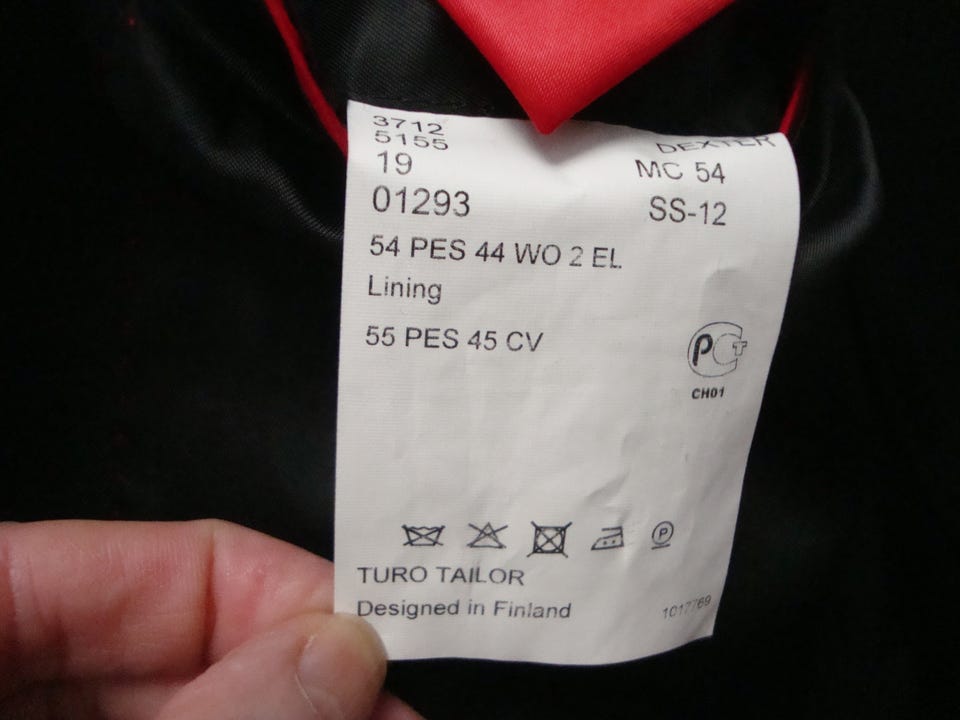 3712
5155 DEXTER
19 MC 54
01293 SS-12
54 PES 44 WO 2 EL
Lining
55 PES 45 CV
РСТ
CH01
P
TURO TAILOR
Designed in Finland 1017769